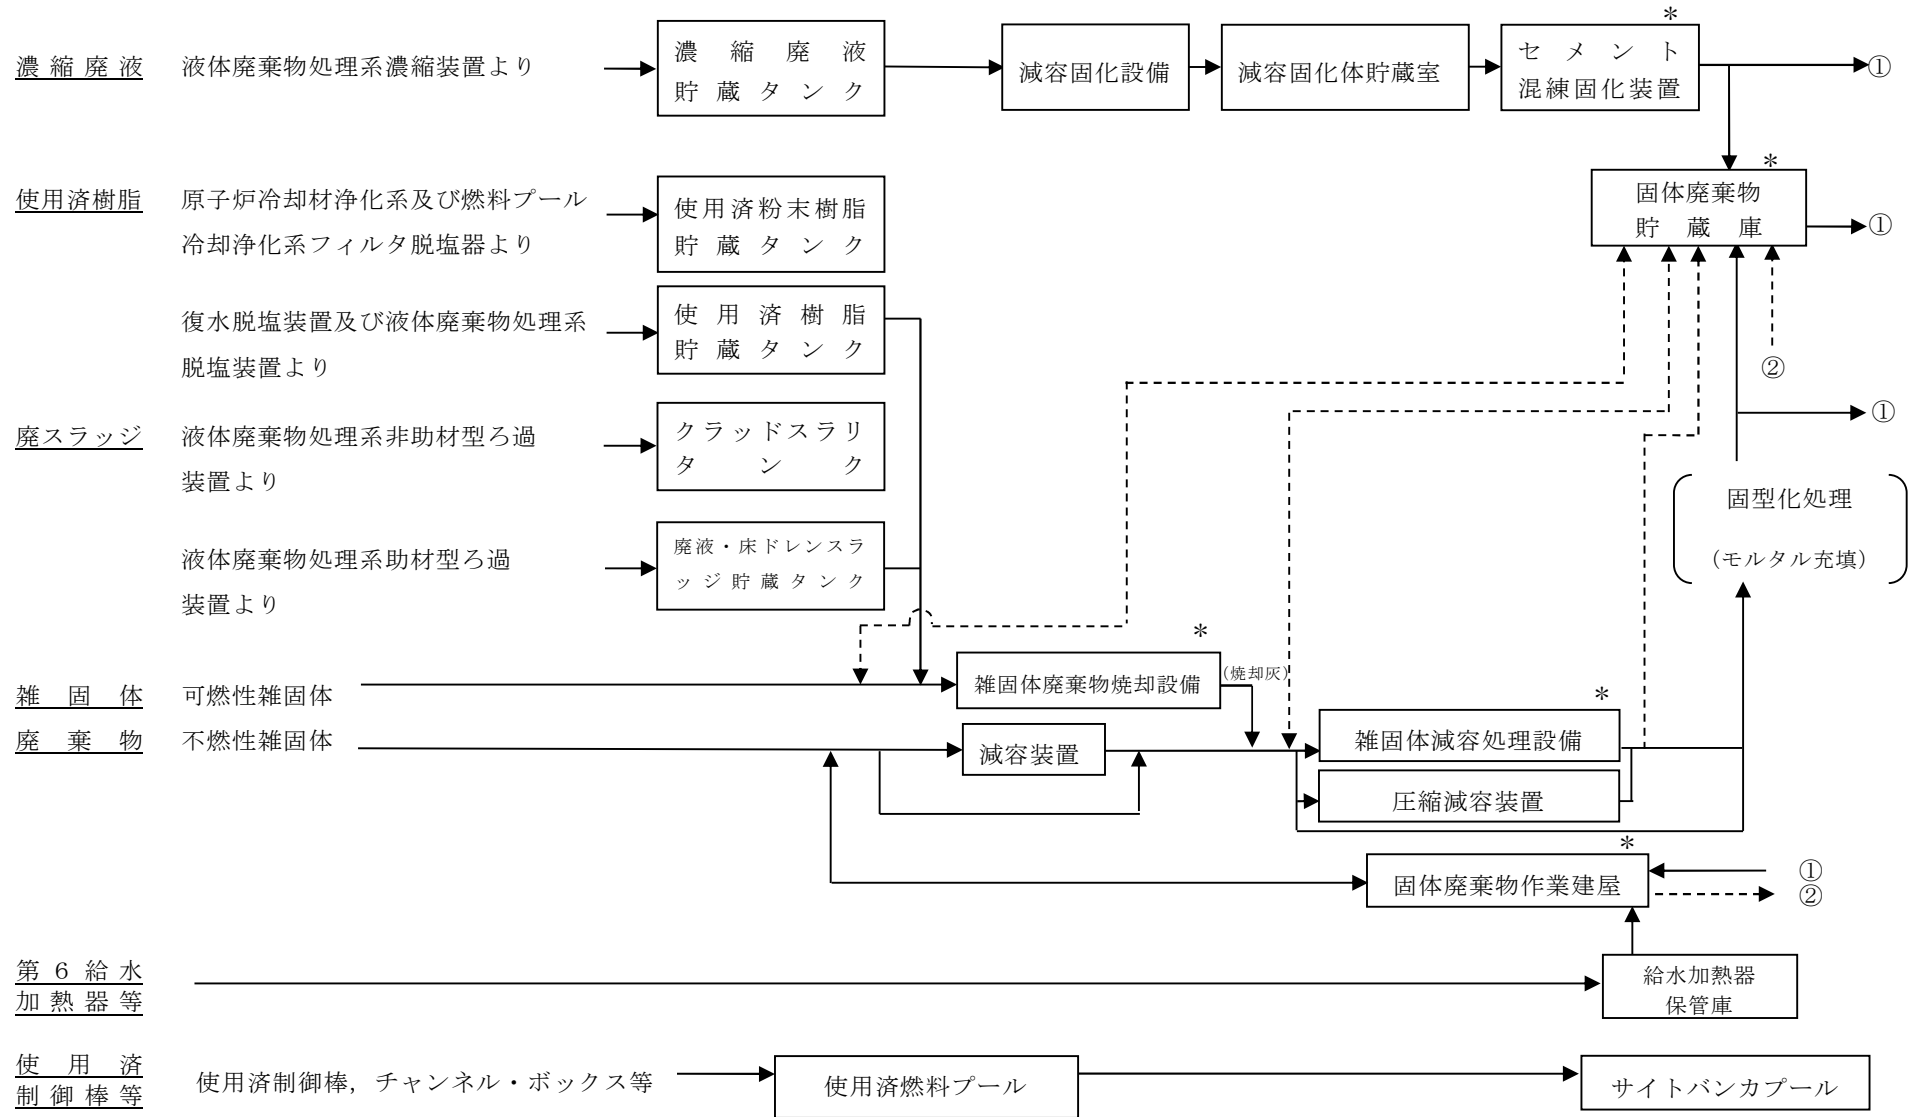 ＊
濃縮廃液 液体廃棄物処理系濃縮装置より
濃縮廃液
貯蔵タンク
減容固化設備
減容固化体貯蔵室
セメント
混練固化装置
①
＊
使用済樹脂 原子炉冷却材浄化系及び燃料プール
冷却浄化系フィルタ脱塩器より
使用済粉末樹脂
貯蔵タンク
固体廃棄物
貯蔵庫
①
復水脱塩装置及び液体廃棄物処理系
脱塩装置より
使用済樹脂
貯蔵タンク
②
①
廃スラッジ 液体廃棄物処理系非助材型ろ過
装置より
クラッドスラリ
タンク
固型化処理
（モルタル充填）
液体廃棄物処理系助材型ろ過
装置より
廃液・床ドレンスラ
ッジ貯蔵タンク
＊
雑固体 可燃性雑固体
雑固体廃棄物焼却設備
（焼却灰）
＊
廃棄物 不燃性雑固体
減容装置
雑固体減容処理設備
圧縮減容装置
＊
固体廃棄物作業建屋
①
②
第６給水
加熱器等
給水加熱器
保管庫
使用済
制御棒等
使用済制御棒，チャンネル・ボックス等
使用済燃料プール
サイトバンカプール